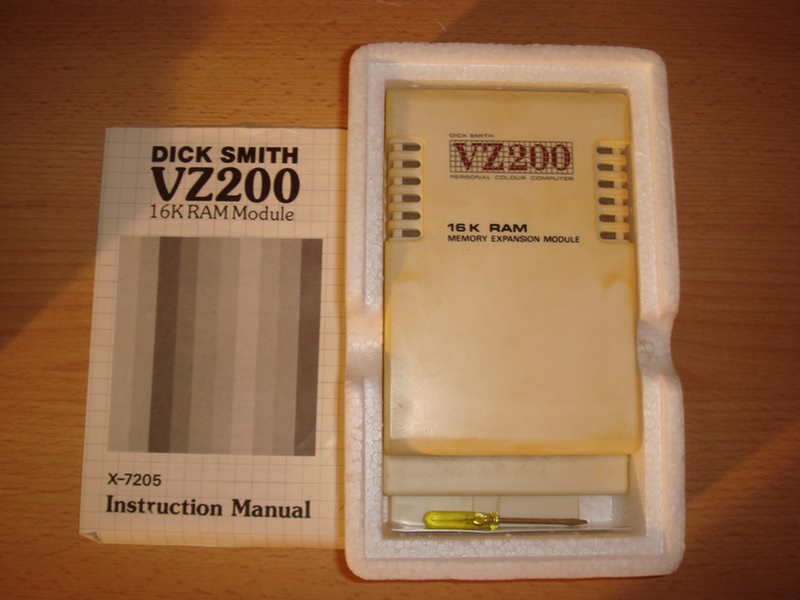 DICK SMITH
VZ200
16K RAM Module
X-7205
Instruction Manual
DICK SMITH
VZ200
PERSONAL COLOUR COMPUTER
16K RAM
MEMORY EXPANSION MODULE